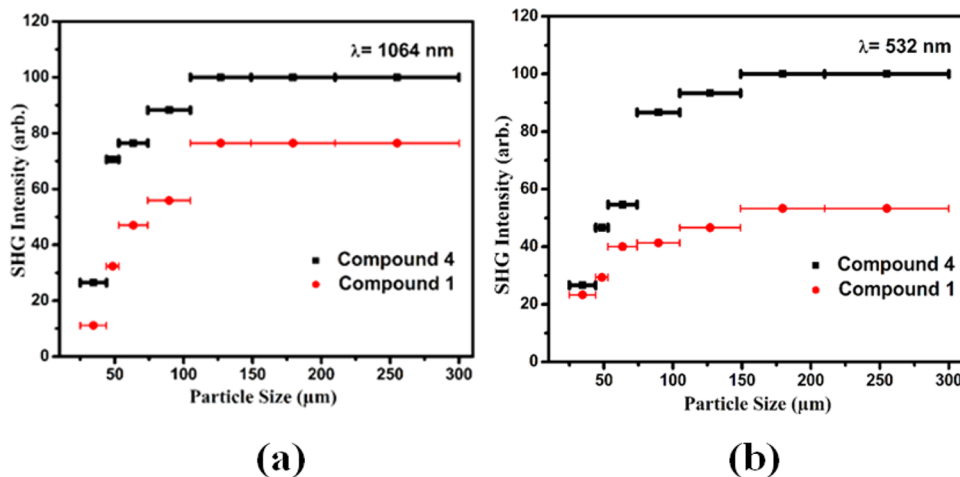 120
100
80
60
40
20
0
SHG Intensity (arb.)
λ= 1064 nm
Compound 4
Compound 1
50 100 150 200 250 300
Particle Size (μm)
(a)
120
100
80
60
40
20
0
SHG Intensity (arb.)
λ= 532 nm
Compound 4
Compound 1
50 100 150 200 250 300
Particle Size (μm)
(b)